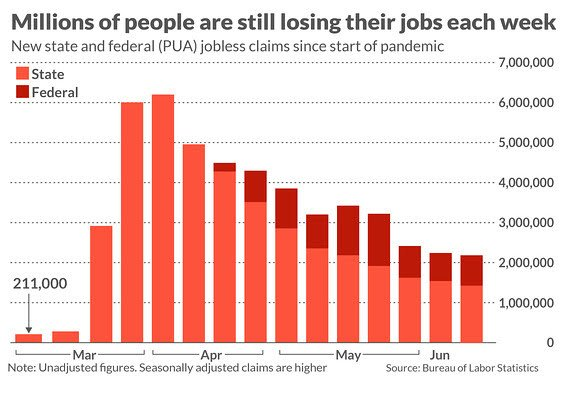 Millions of people are still losing their jobs each week
New state and federal (PUA) jobless claims since start of pandemic
State
Federal
7,000,000
6,000,000
5,000,000
4,000,000
3,000,000
2,000,000
1,000,000
0
211,000
Mar Apr May Jun
Note: Unadjusted figures. Seasonally adjusted claims are higher
Source: Bureau of Labor Statistics